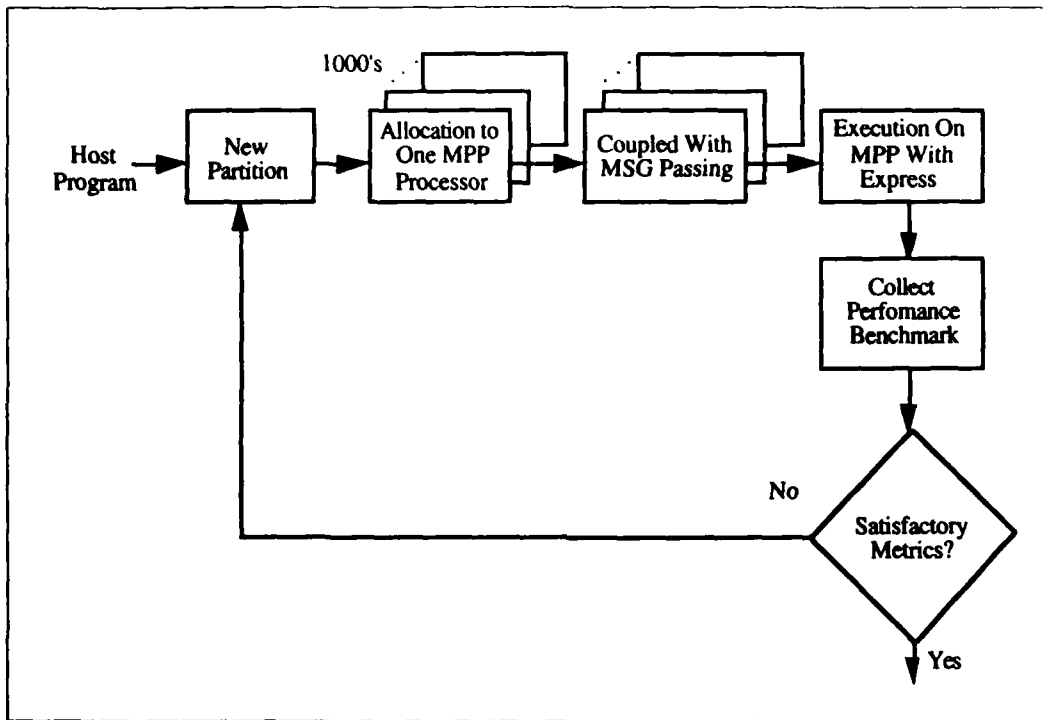 1000's
Host
Program
New
Partition
Allocation to
One MPP
Processor
Coupled With
MSG Passing
Execution On
MPP With
Express
Collect
Perfomance
Benchmark
No
Satisfactory
Metrics?
Yes